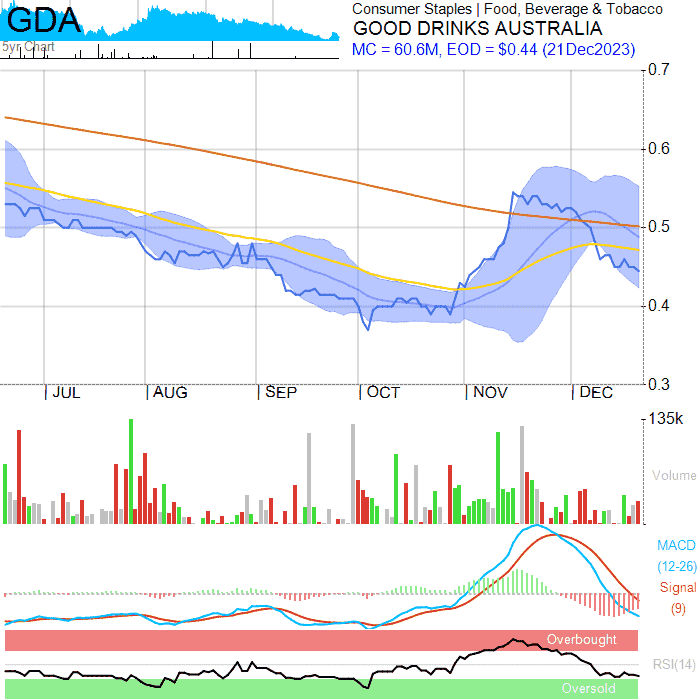 GDA
5yr Chart
Consumer Staples | Food, Beverage & Tobacco
GOOD DRINKS AUSTRALIA
MC = 60.6M, EOD = $0.44 (21Dec2023)
0.7
0.6
0.5
0.4
0.3
JUL
AUG
SEP
OCT
NOV
DEC
135k
Volume
MACD
(12-26)
Signal
(9)
Overbought
RSI(14)
Oversold